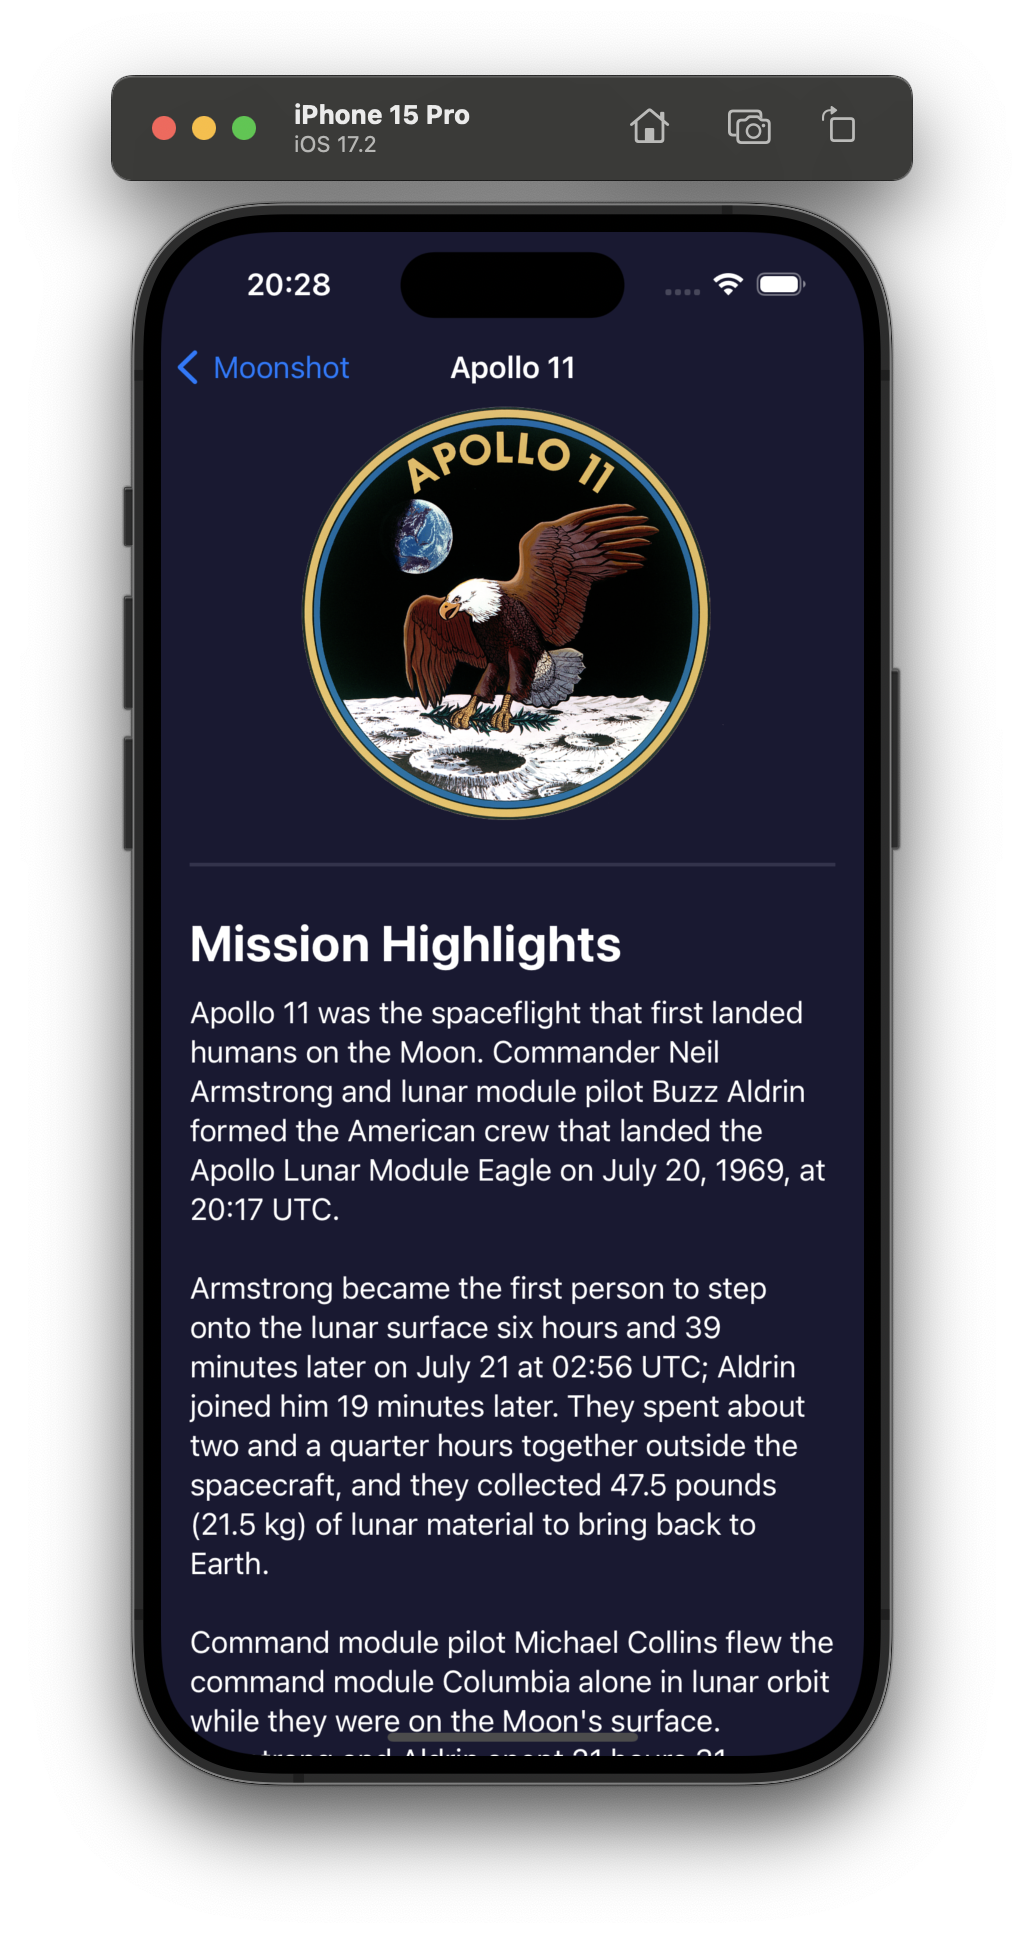 iPhone 15 Pro
iOS 17.2
20:28
Moonshot
Apollo 11
APOLLO 11
Mission Highlights
Apollo 11 was the spaceflight that first landed
humans on the Moon. Commander Neil
Armstrong and lunar module pilot Buzz Aldrin
formed the American crew that landed the
Apollo Lunar Module Eagle on July 20, 1969, at
20:17 UTC.
Armstrong became the first person to step
onto the lunar surface six hours and 39
minutes later on July 21 at 02:56 UTC; Aldrin
joined him 19 minutes later. They spent about
two and a quarter hours together outside the
spacecraft, and they collected 47.5 pounds
(21.5 kg) of lunar material to bring back to
Earth.
Command module pilot Michael Collins flew the
command module Columbia alone in lunar orbit
while they were on the Moon's surface.
and Aldrin spent 21 hours 31